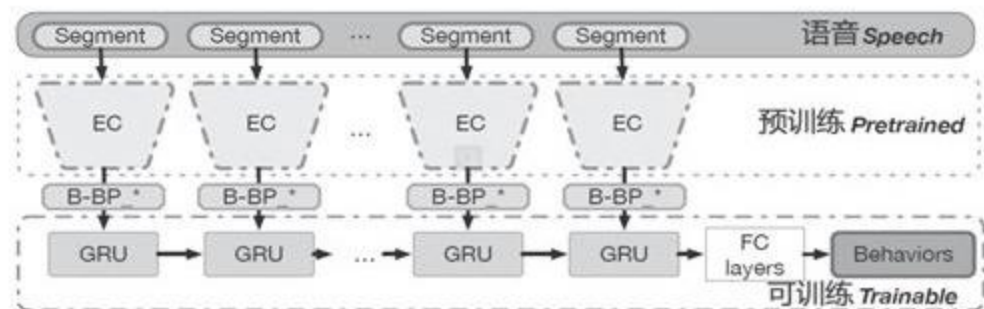 Segment Segment ... Segment Segment 语音 Speech
EC EC ... EC EC 预训练 Pretrained
B-BP_* B-BP_* B-BP_* B-BP_*
GRU GRU ... GRU GRU FC layers Behaviors
可训练 Trainable